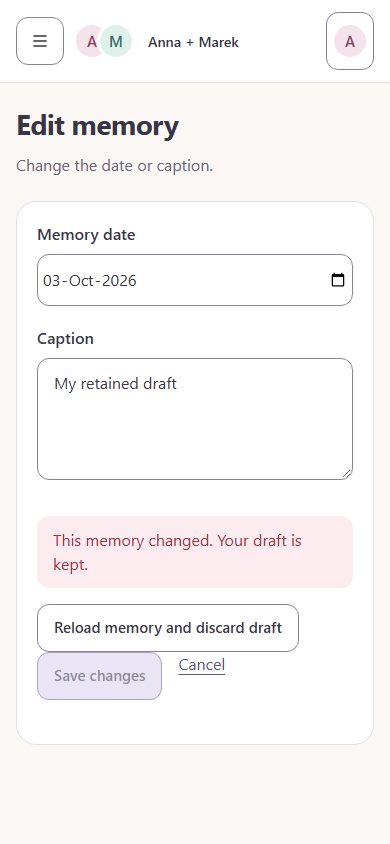 A M Anna + Marek A
Edit memory
Change the date or caption.
Memory date
03-Oct-2026
Caption
My retained draft
This memory changed. Your draft is
kept.
Reload memory and discard draft
Save changes Cancel